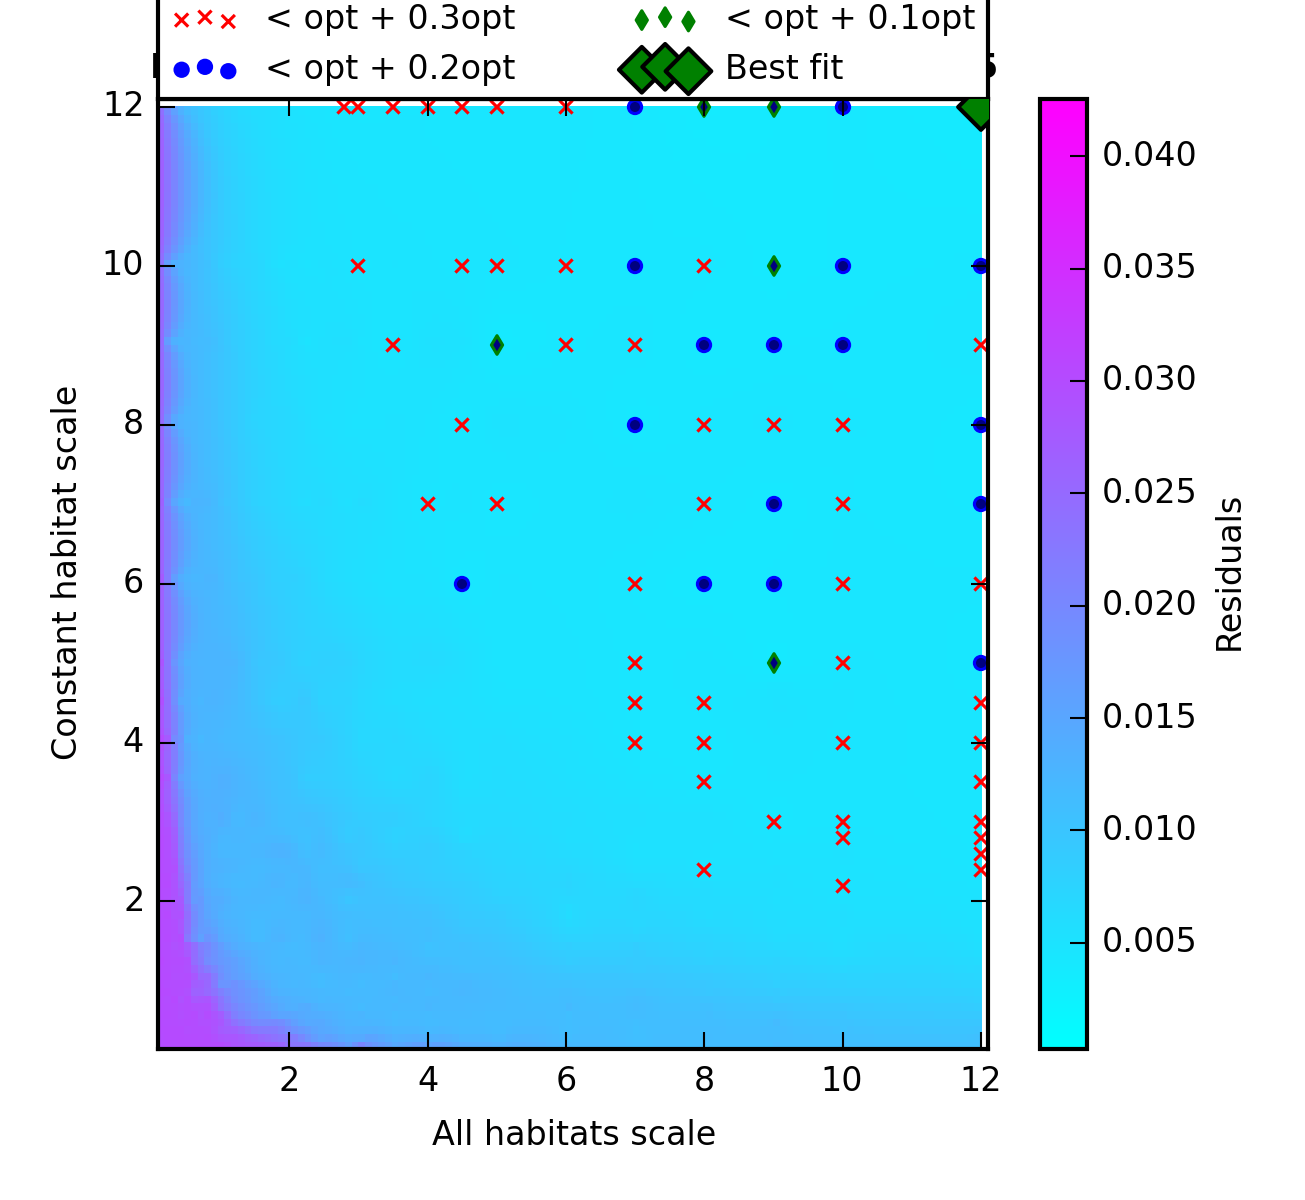 < opt + 0.3opt
< opt + 0.1opt
< opt + 0.2opt
Best fit
12
10
8
6
4
2
Constant habitat scale
2 4 6 8 10 12
All habitats scale
0.040
0.035
0.030
0.025
0.020
0.015
0.010
0.005
Residuals